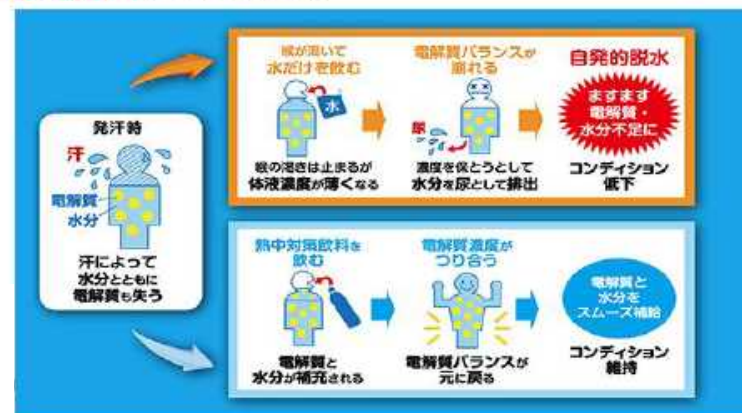 発汗時
汗
電解質
水分
汗によって
水分とともに
電解質も失う
喉が渇いて
水だけを飲む
水
喉の渇きは止まるが
体液濃度が薄くなる
電解質バランスが
崩れる
尿
濃度を保とうとして
水分を尿として排出
自発的脱水
ますます
電解質・
水分不足に
コンディション
低下
熱中対策飲料を
飲む
電解質と
水分が補充される
電解質濃度が
つり合う
電解質バランスが
元に戻る
電解質と
水分を
スムーズ補給
コンディション
維持